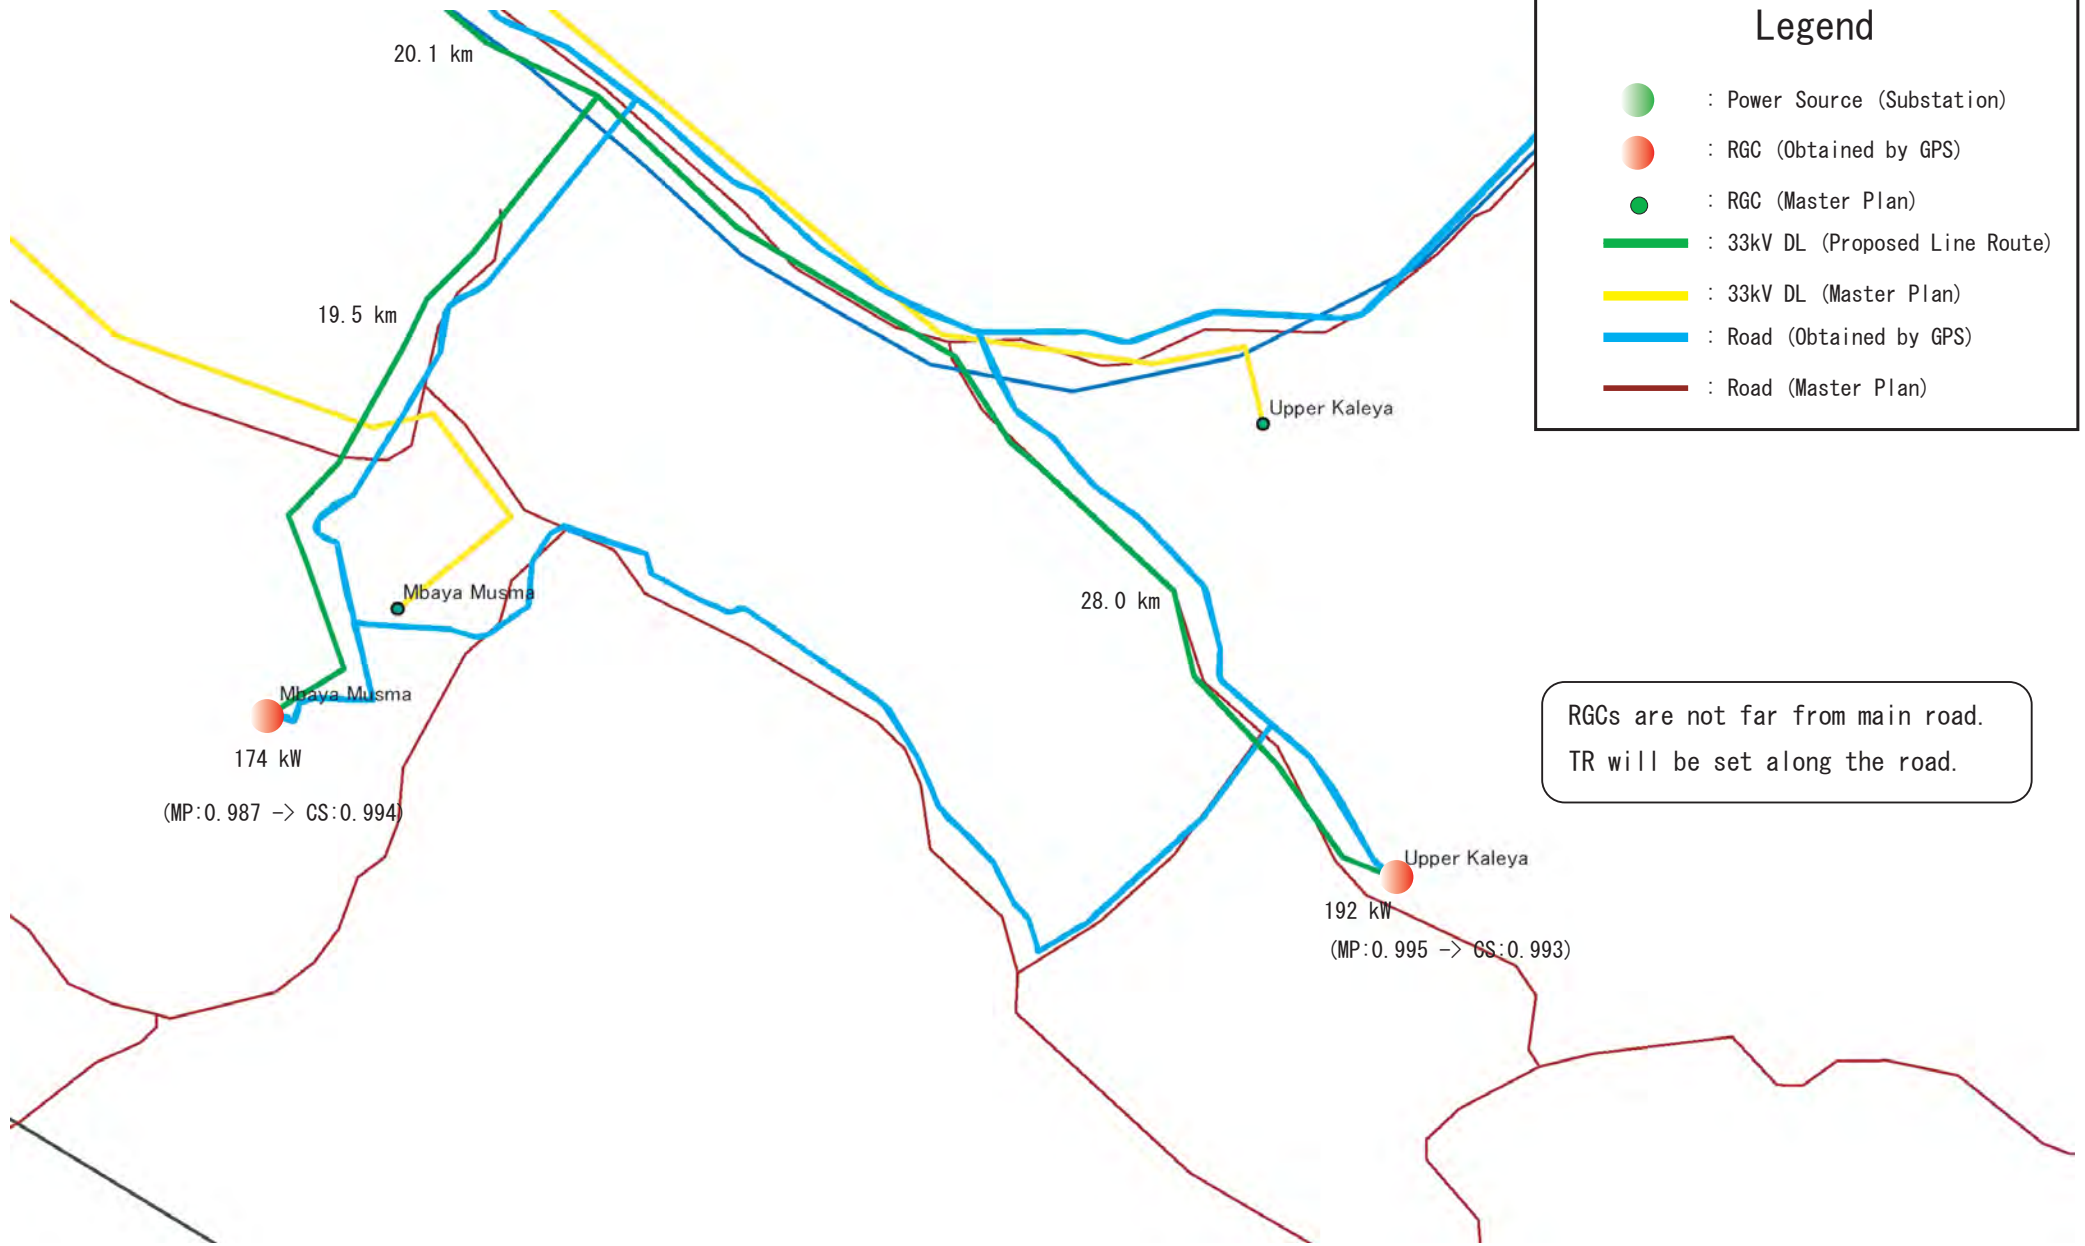 Legend
: Power Source (Substation)
: RGC (Obtained by GPS)
: RGC (Master Plan)
: 33kV DL (Proposed Line Route)
: 33kV DL (Master Plan)
: Road (Obtained by GPS)
: Road (Master Plan)
20.1 km
19.5 km
Upper Kaleya
Mbaya Musma
28.0 km
Mbaya Musma
174 kW
(MP:0.987 -> CS:0.994)
RGCs are not far from main road.
TR will be set along the road.
Upper Kaleya
192 kW
(MP:0.995 -> CS:0.993)